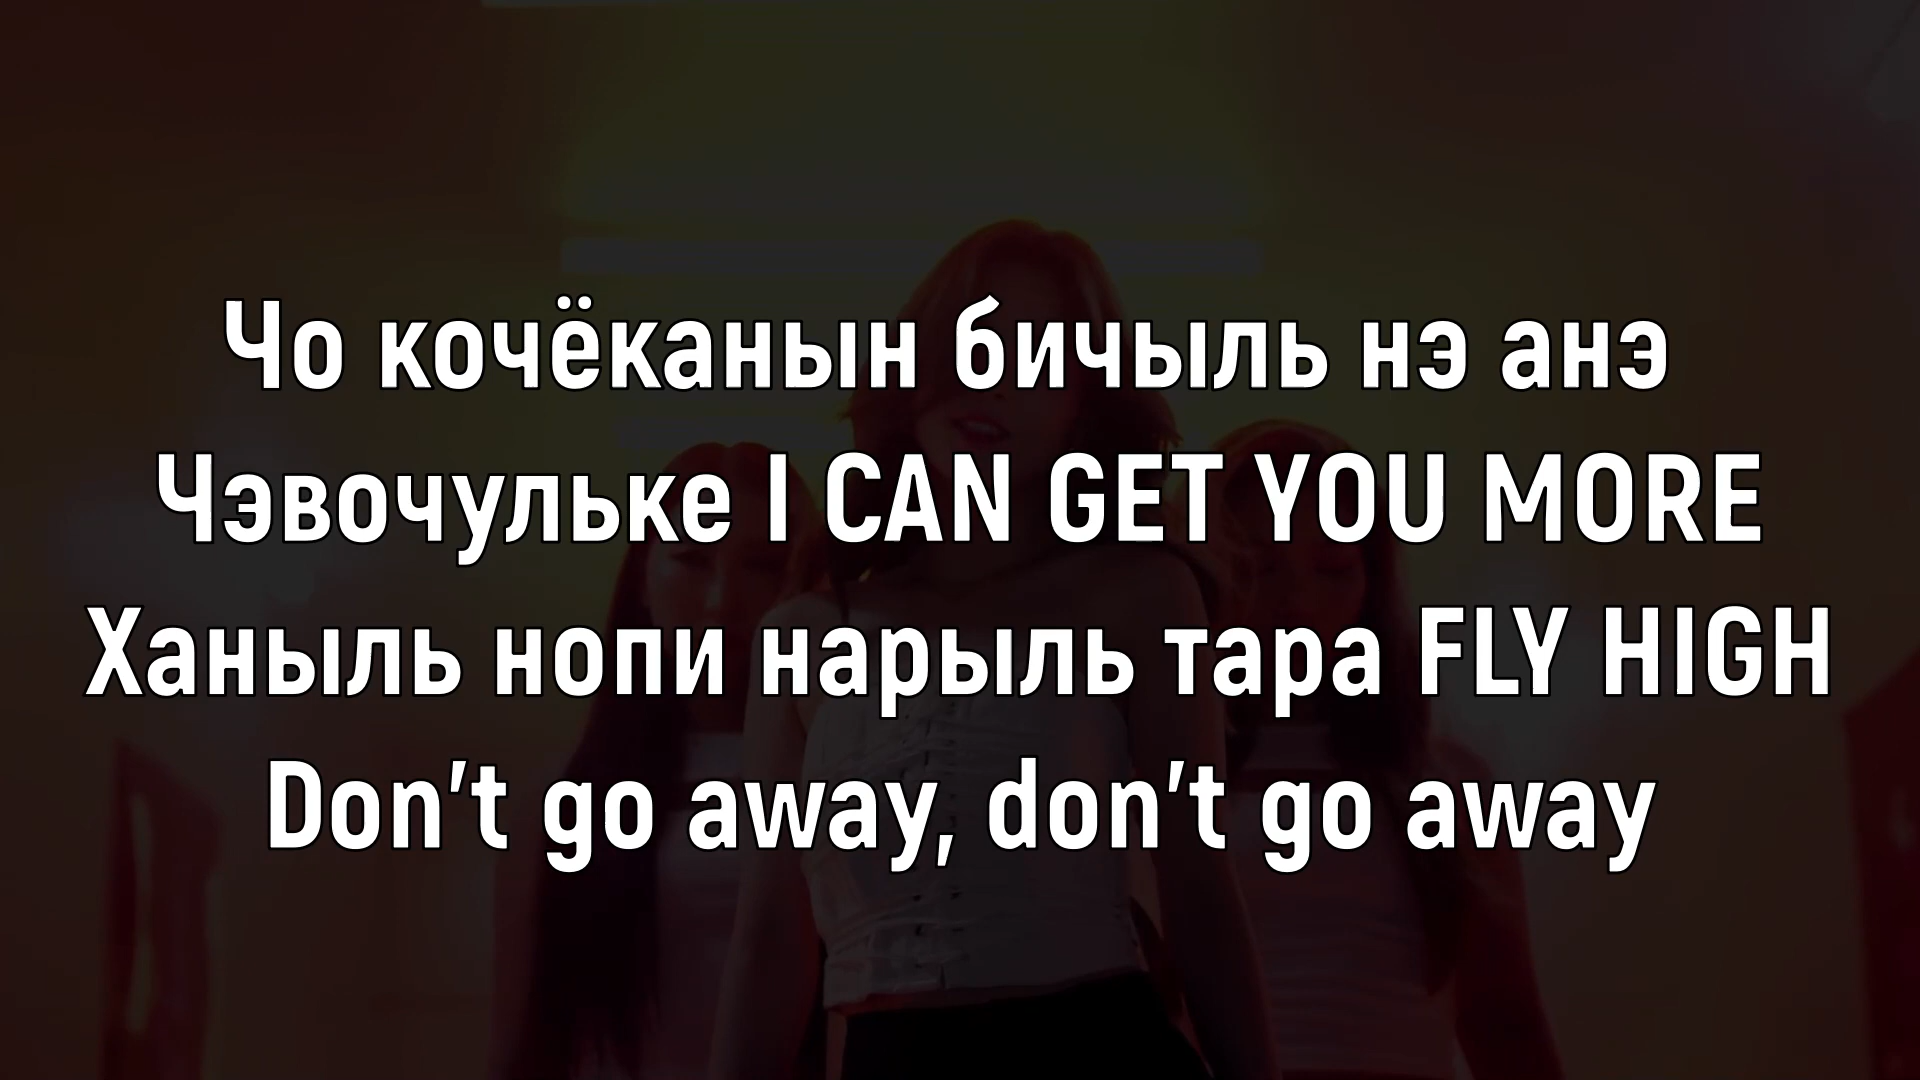 Чо кочёканын бичыль нэ анэ
Чэвочульке I CAN GET YOU MORE
Ханыль нопи нарыль тара FLY HIGH
Don’t go away, don’t go away